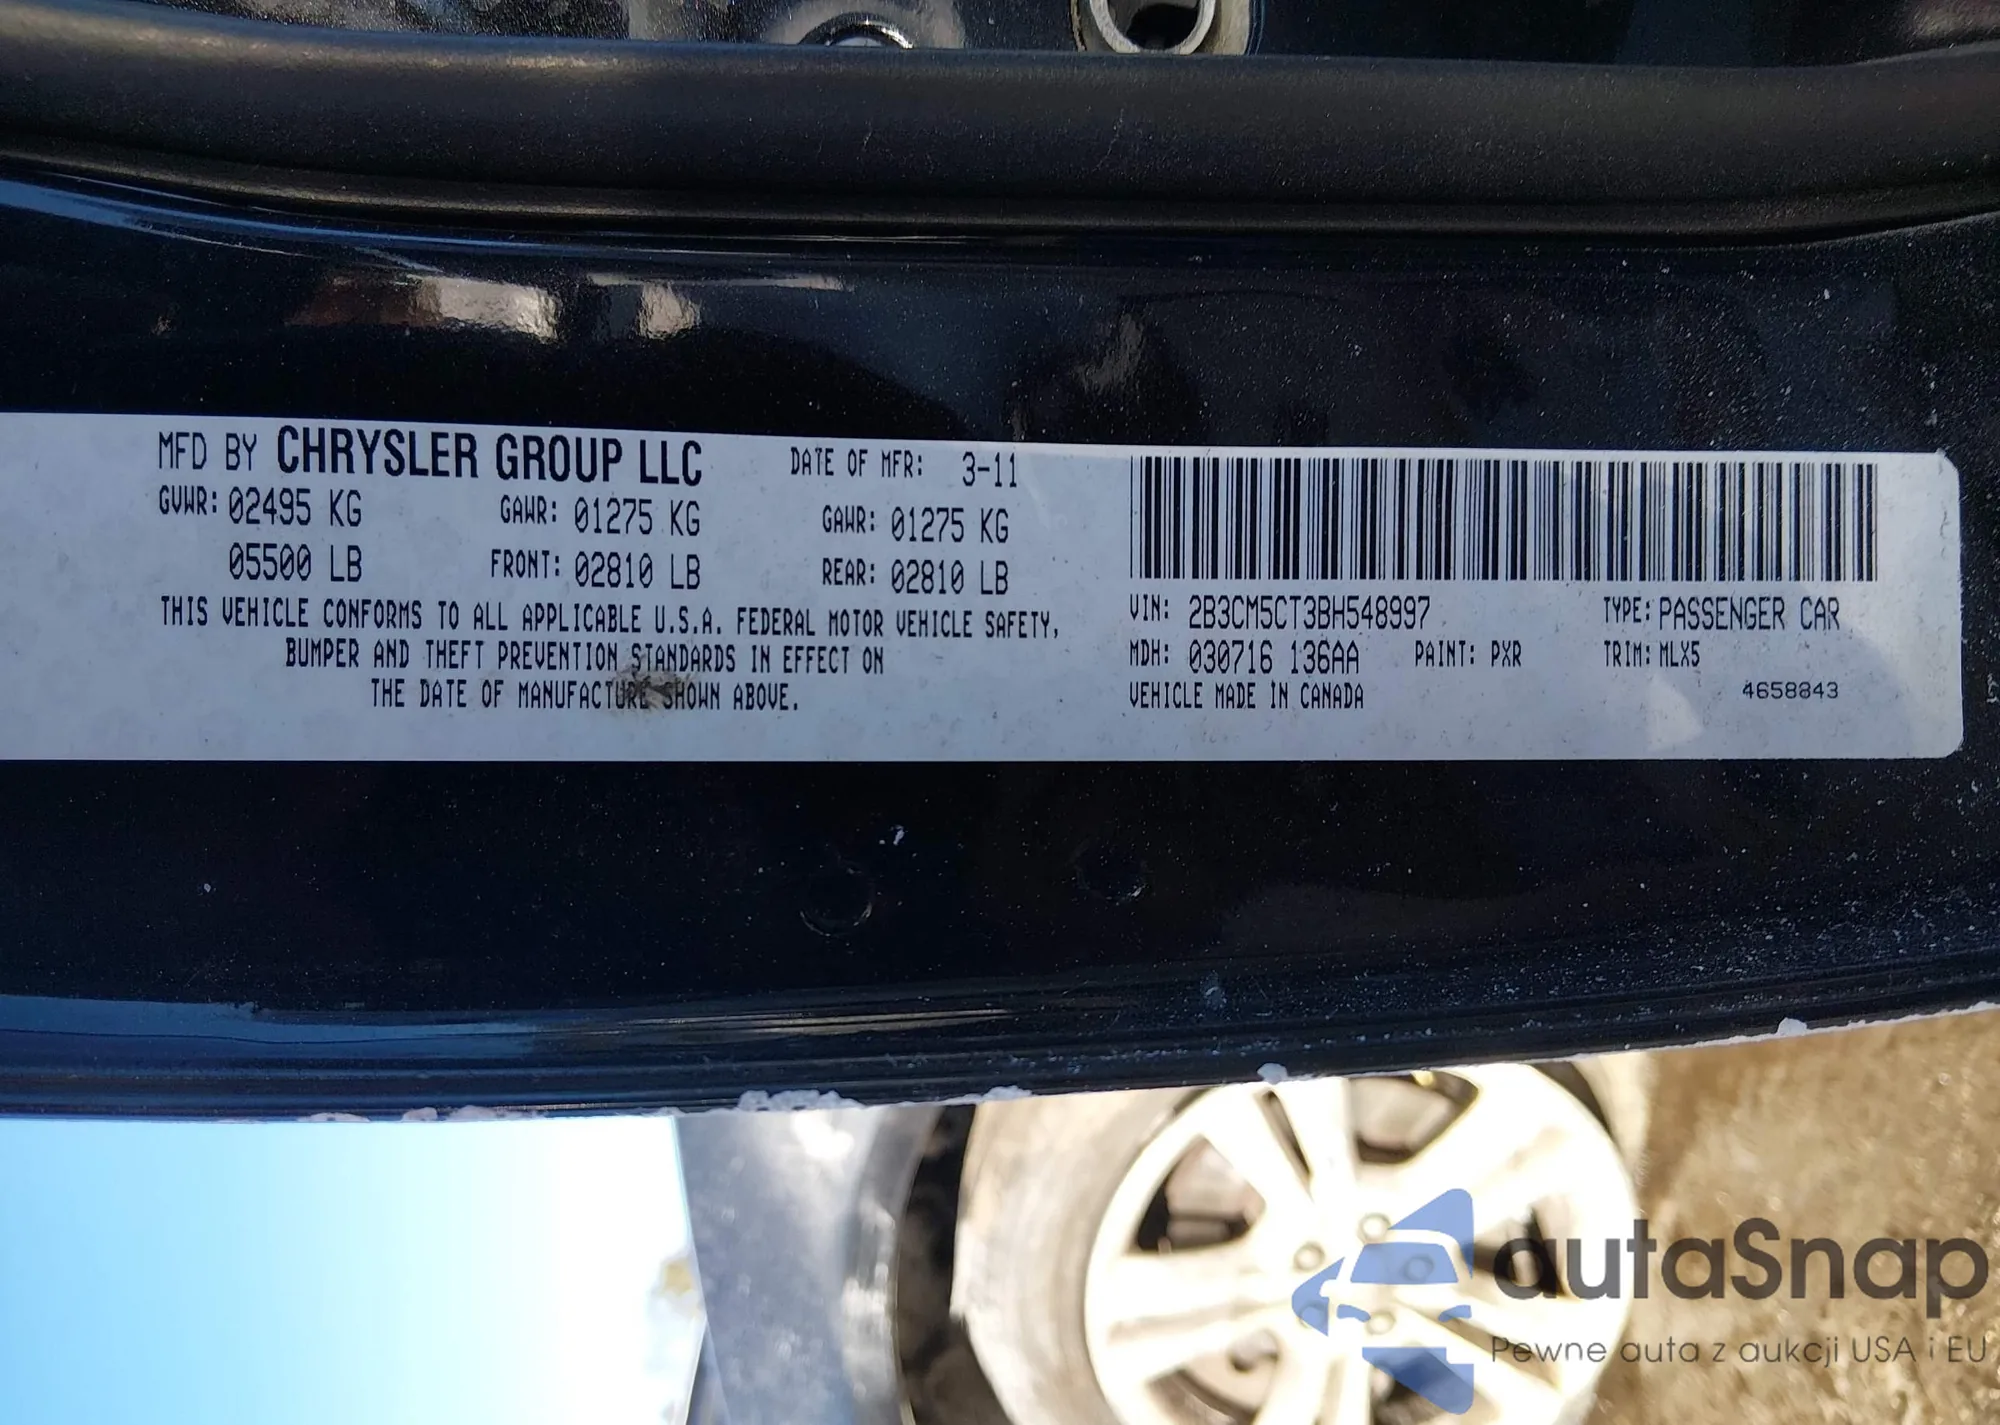 MFD BY CHRYSLER GROUP LLC DATE OF MFR: 3-11
GVWR: 02495 KG GAWR: 01275 KG GAWR: 01275 KG
05500 LB FRONT: 02810 LB REAR: 02810 LB
THIS VEHICLE CONFORMS TO ALL APPLICABLE U.S.A. FEDERAL MOTOR VEHICLE SAFETY,
BUMPER AND THEFT PREVENTION STANDARDS IN EFFECT ON
THE DATE OF MANUFACTURE SHOWN ABOVE.
VIN: 2B3CM5CT3BH548997 TYPE: PASSENGER CAR
MDH: 030716 136AA PAINT: PXR TRIM: MLX5
VEHICLE MADE IN CANADA 4658843
autaSnap
Pewne auta z aukcji USA i EU